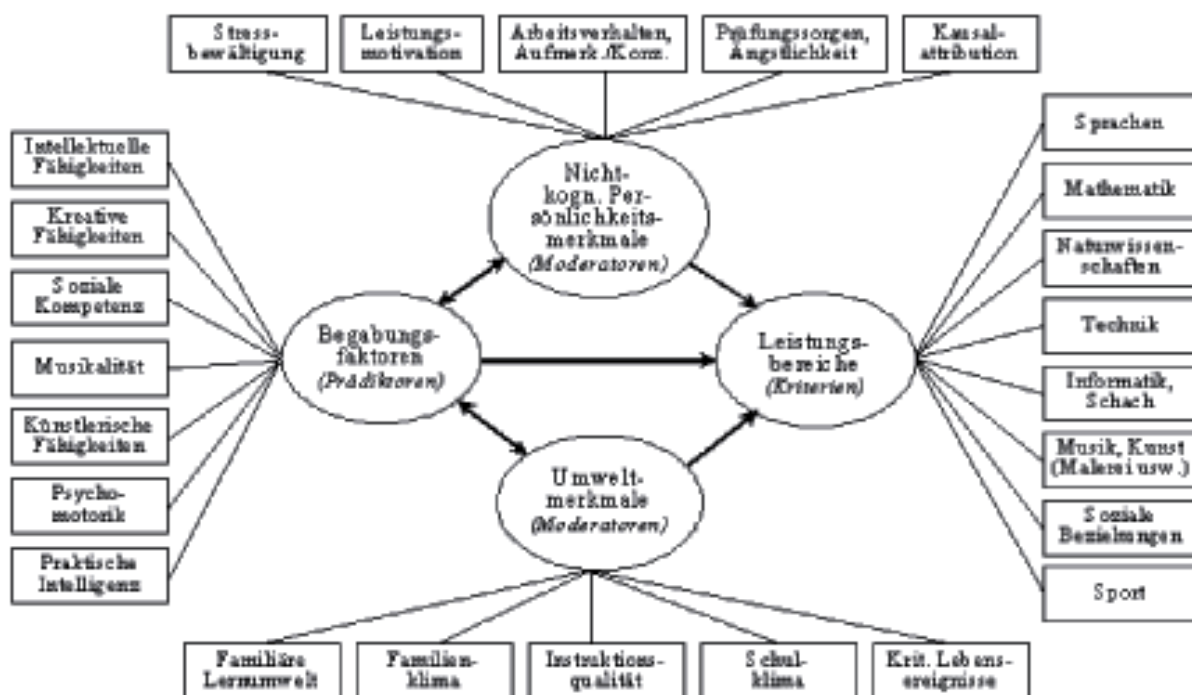 Stress-
bewältigung
Leistungs-
motivation
Arbeitsverhalten,
Aufmerk./Konz.
Prüfungssorgen,
Ängstlichkeit
Kausal-
attribution
Intellektuelle
Fähigkeiten
Kreative
Fähigkeiten
Soziale
Kompetenz
Musikalität
Künstlerische
Fähigkeiten
Psycho-
motorik
Praktische
Intelligenz
Nicht-
kogn. Per-
sönlichkeits-
merkmale
(Moderatoren)
Begabungs-
faktoren
(Prädiktoren)
Leistungs-
bereiche
(Kriterien)
Umwelt-
merkmale
(Moderatoren)
Sprachen
Mathematik
Naturwissen-
schaften
Technik
Informatik,
Schach
Musik, Kunst
(Malerei usw.)
Soziale
Beziehungen
Sport
Familiäre
Lernumwelt
Familien-
klima
Instruktions-
qualität
Schul-
klima
Krit. Lebens-
ereignisse